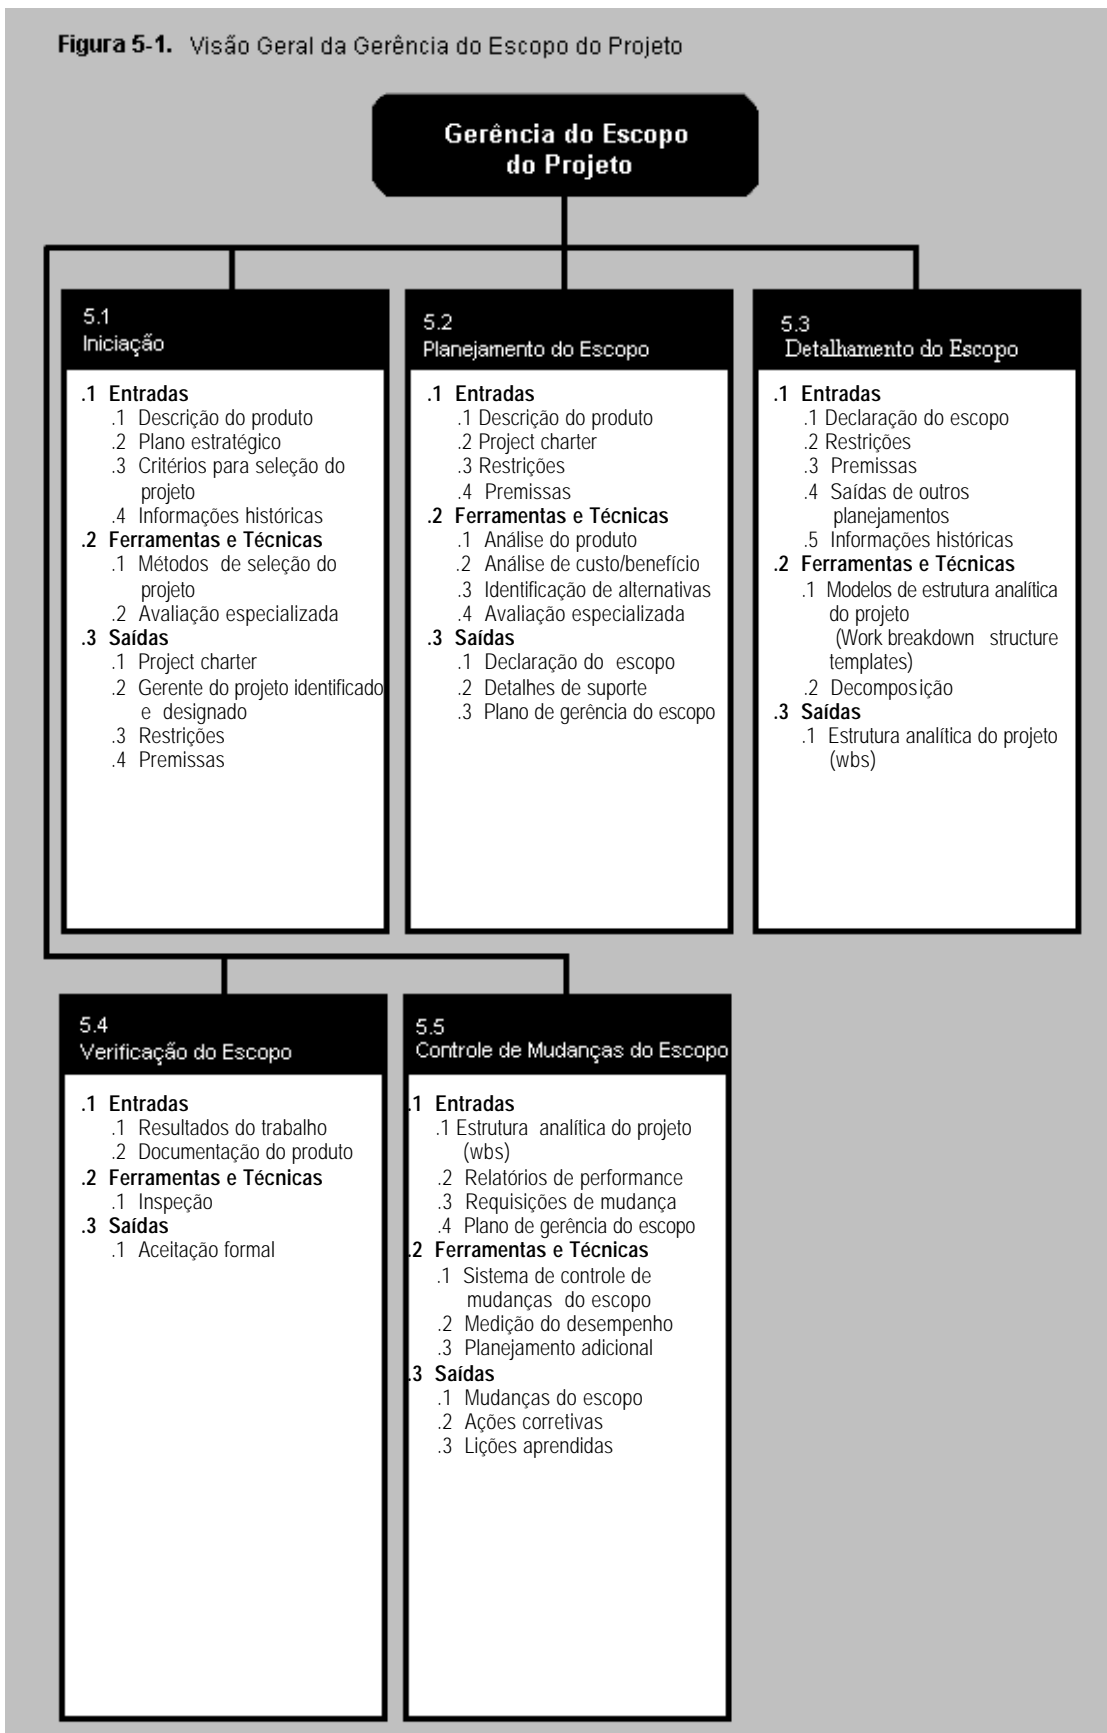 Figura 5-1. Visão Geral da Gerência do Escopo do Projeto
Gerência do Escopo
do Projeto
5.1
Iniciação
.1 Entradas
.1 Descrição do produto
.2 Plano estratégico
.3 Critérios para seleção do
projeto
.4 Informações históricas
.2 Ferramentas e Técnicas
.1 Métodos de seleção do
projeto
.2 Avaliação especializada
.3 Saídas
.1 Project charter
.2 Gerente do projeto identificado
e designado
.3 Restrições
.4 Premissas
5.2
Planejamento do Escopo
.1 Entradas
.1 Descrição do produto
.2 Project charter
.3 Restrições
.4 Premissas
.2 Ferramentas e Técnicas
.1 Análise do produto
.2 Análise de custo/benefício
.3 Identificação de alternativas
.4 Avaliação especializada
.3 Saídas
.1 Declaração do escopo
.2 Detalhes de suporte
.3 Plano de gerência do escopo
5.3
Detalhamento do Escopo
.1 Entradas
.1 Declaração do escopo
.2 Restrições
.3 Premissas
.4 Saídas de outros
planejamentos
.5 Informações históricas
.2 Ferramentas e Técnicas
.1 Modelos de estrutura analítica
do projeto
(Work breakdown structure
templates)
.2 Decomposição
.3 Saídas
.1 Estrutura analítica do projeto
(wbs)
5.4
Verificação do Escopo
.1 Entradas
.1 Resultados do trabalho
.2 Documentação do produto
.2 Ferramentas e Técnicas
.1 Inspeção
.3 Saídas
.1 Aceitação formal
5.5
Controle de Mudanças do Escopo
.1 Entradas
.1 Estrutura analítica do projeto
(wbs)
.2 Relatórios de performance
.3 Requisições de mudança
.4 Plano de gerência do escopo
.2 Ferramentas e Técnicas
.1 Sistema de controle de
mudanças do escopo
.2 Medição do desempenho
.3 Planejamento adicional
.3 Saídas
.1 Mudanças do escopo
.2 Ações corretivas
.3 Lições aprendidas